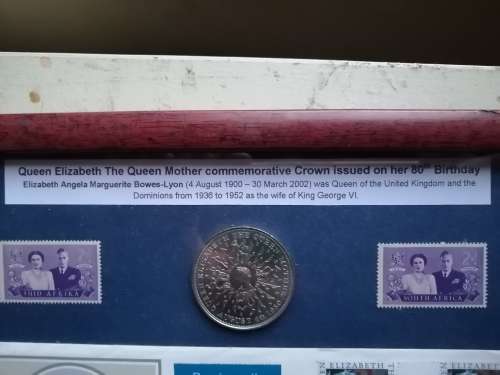 Queen Elizabeth The Queen Mother commemorative Crown issued on her 80th Birthday
Elizabeth Angela Marguerite Bowes-Lyon (4 August 1900 – 30 March 2002) was Queen of the United Kingdom and the
Dominions from 1936 to 1952 as the wife of King George VI.
SUID AFRIKA
SOUTH AFRICA
ELIZABETH
ELIZABETH